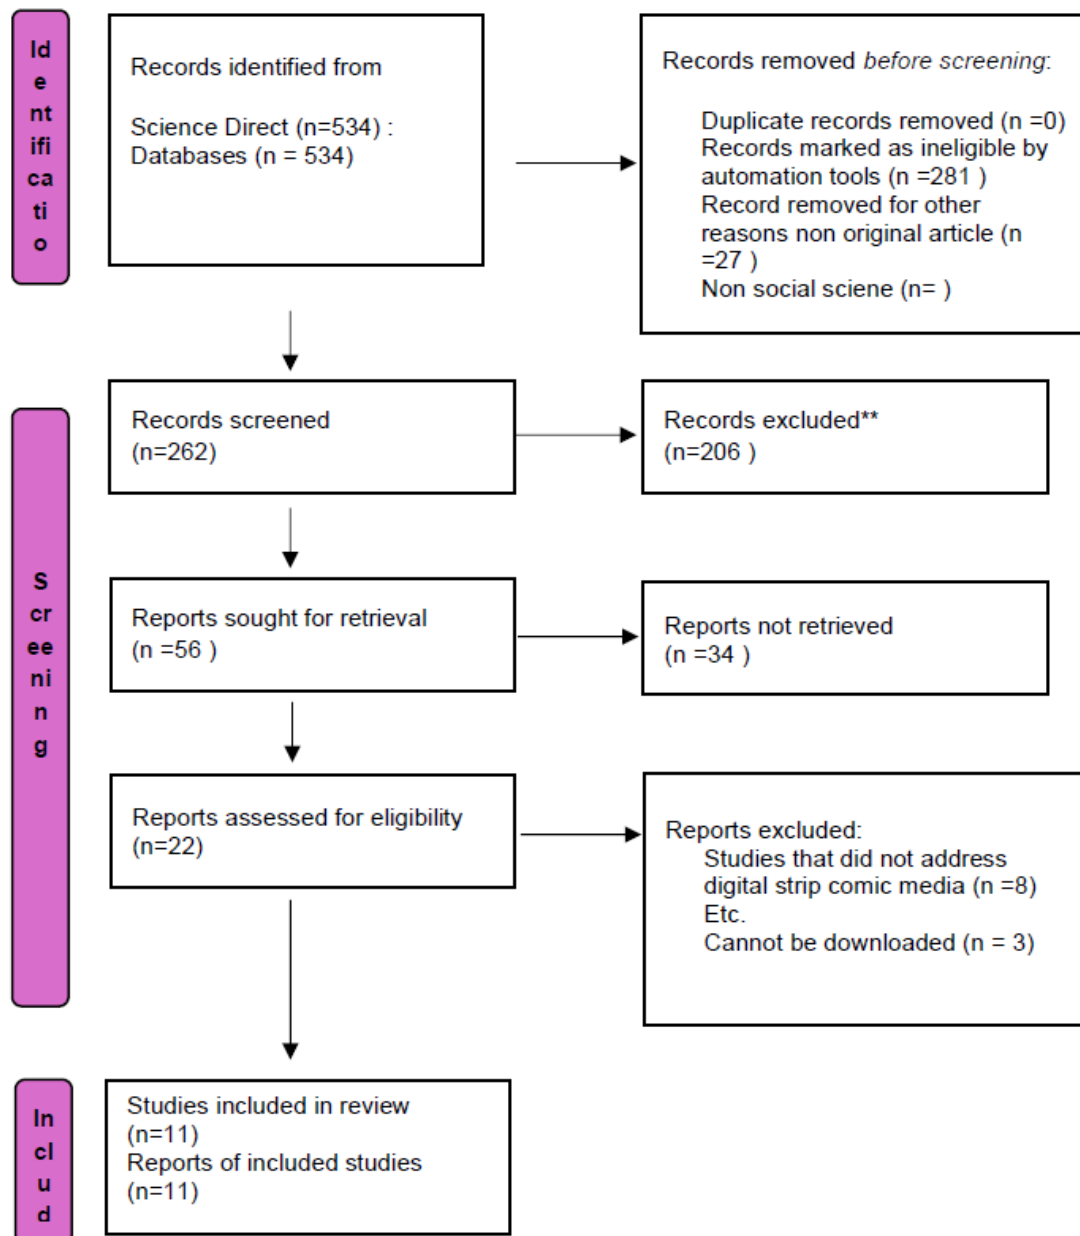 Id
e
nt
ifi
ca
ti
o
Records identified from
Science Direct (n=534) :
Databases (n = 534)
Records removed before screening:
Duplicate records removed (n =0)
Records marked as ineligible by
automation tools (n =281 )
Record removed for other
reasons non original article (n
=27 )
Non social sciene (n= )
S
cr
ee
ni
n
g
Records screened
(n=262)
Records excluded**
(n=206 )
Reports sought for retrieval
(n =56 )
Reports not retrieved
(n =34 )
Reports assessed for eligibility
(n=22)
Reports excluded:
Studies that did not address
digital strip comic media (n =8)
Etc.
Cannot be downloaded (n = 3)
In
cl
u
d
Studies included in review
(n=11)
Reports of included studies
(n=11)